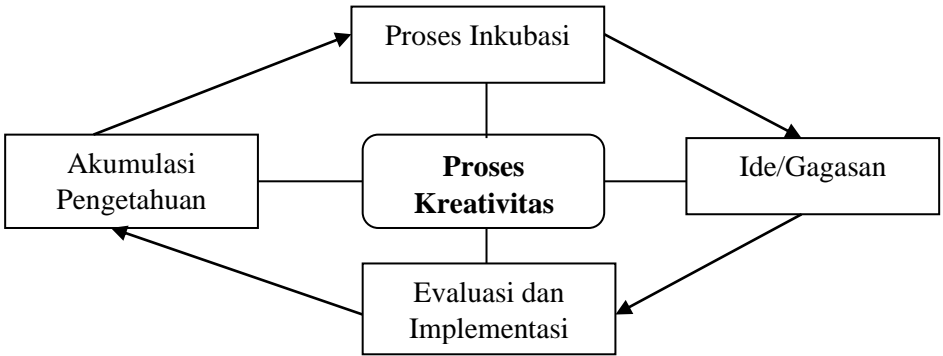 Proses Inkubasi
Akumulasi
Pengetahuan
Proses
Kreativitas
Ide/Gagasan
Evaluasi dan
Implementasi